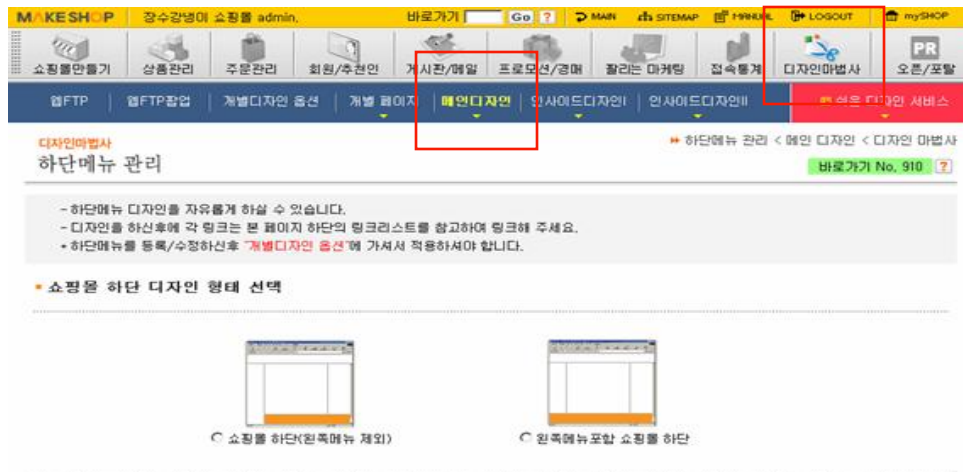 MAKESHOP 장수강냉이 쇼핑몰 admin, 바로가기 Go ? MAIN SITEMAP MANUAL LOGOUT mySHOP
쇼핑몰만들기 상품관리 주문관리 회원/추천인 게시판/메일 프로모션/경매 팔리는 마케팅 접속통계 디자인마법사 PR 오픈/포탈
웹FTP 웹FTP팝업 개별디자인 옵션 개별 페이지 메인디자인 인사이드디자인I 인사이드디자인II 쉬운 디자인 서비스
디자인마법사
하단메뉴 관리 < 메인 디자인 < 디자인 마법사
하단메뉴 관리
바로가기 No. 910 ?
- 하단메뉴 디자인을 자유롭게 하실 수 있습니다.
- 디자인을 하신후에 각 링크는 본 페이지 하단의 링크리스트를 참고하여 링크해 주세요.
• 하단메뉴를 등록/수정하신후 "개별디자인 옵션"에 가셔서 적용하셔야 합니다.
쇼핑몰 하단 디자인 형태 선택
쇼핑몰 하단(왼쪽메뉴 제외) 왼쪽메뉴포함 쇼핑몰 하단